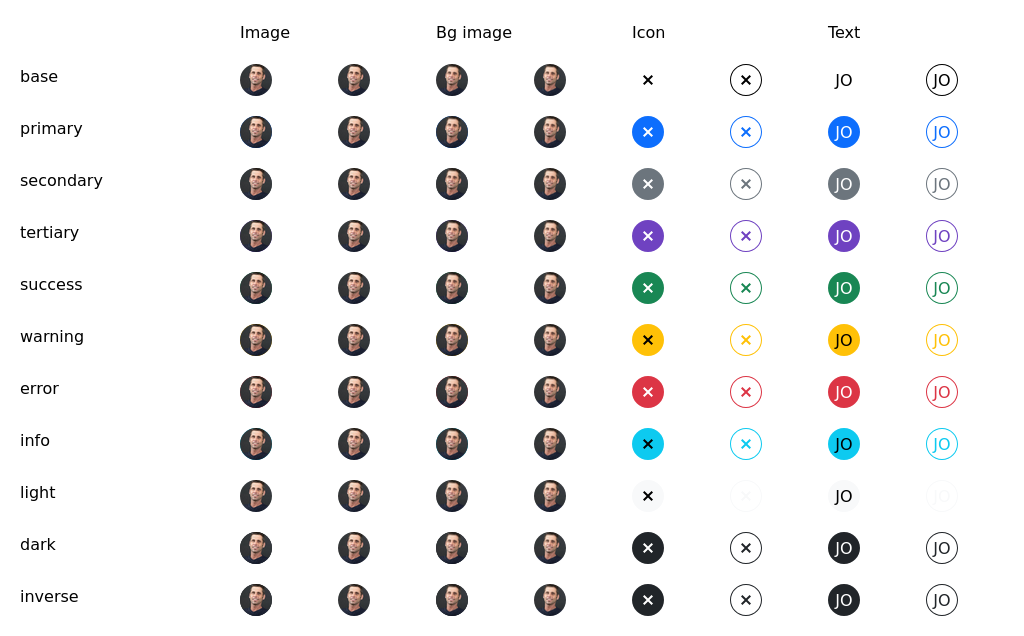 Image Bg image Icon Text
base JO JO
primary JO JO
secondary JO JO
tertiary JO JO
success JO JO
warning JO JO
error JO JO
info JO JO
light JO JO
dark JO JO
inverse JO JO